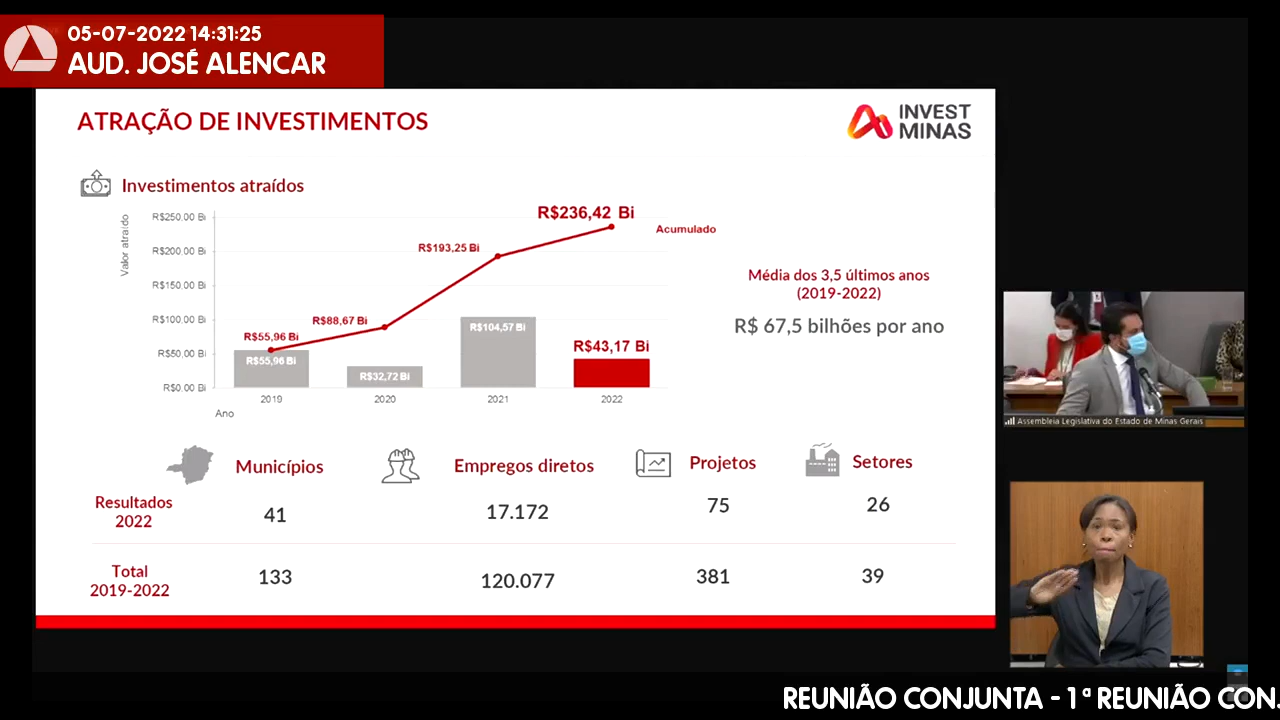 05-07-2022 14:31:25
AUD. JOSÉ ALENCAR
ATRAÇÃO DE INVESTIMENTOS
INVEST
MINAS
Investimentos atraídos
Valor atraído
R$250.00 Bi
R$200.00 Bi
R$150.00 Bi
R$100.00 Bi
R$50.00 Bi
R$0.00 Bi
R$236,42 Bi
Acumulado
R$193,25 Bi
R$88,67 Bi
R$55,96 Bi
R$55,96 Bi
R$32,72 Bi
R$104,57 Bi
R$43,17 Bi
2019
2020
2021
2022
Ano
Média dos 3,5 últimos anos
(2019-2022)
R$ 67,5 bilhões por ano
Assembleia Legislativa do Estado de Minas Gerais
Municípios
Empregos diretos
Projetos
Setores
Resultados
2022
41
17.172
75
26
Total
2019-2022
133
120.077
381
39
REUNIÃO CONJUNTA - 1ª REUNIÃO CON.